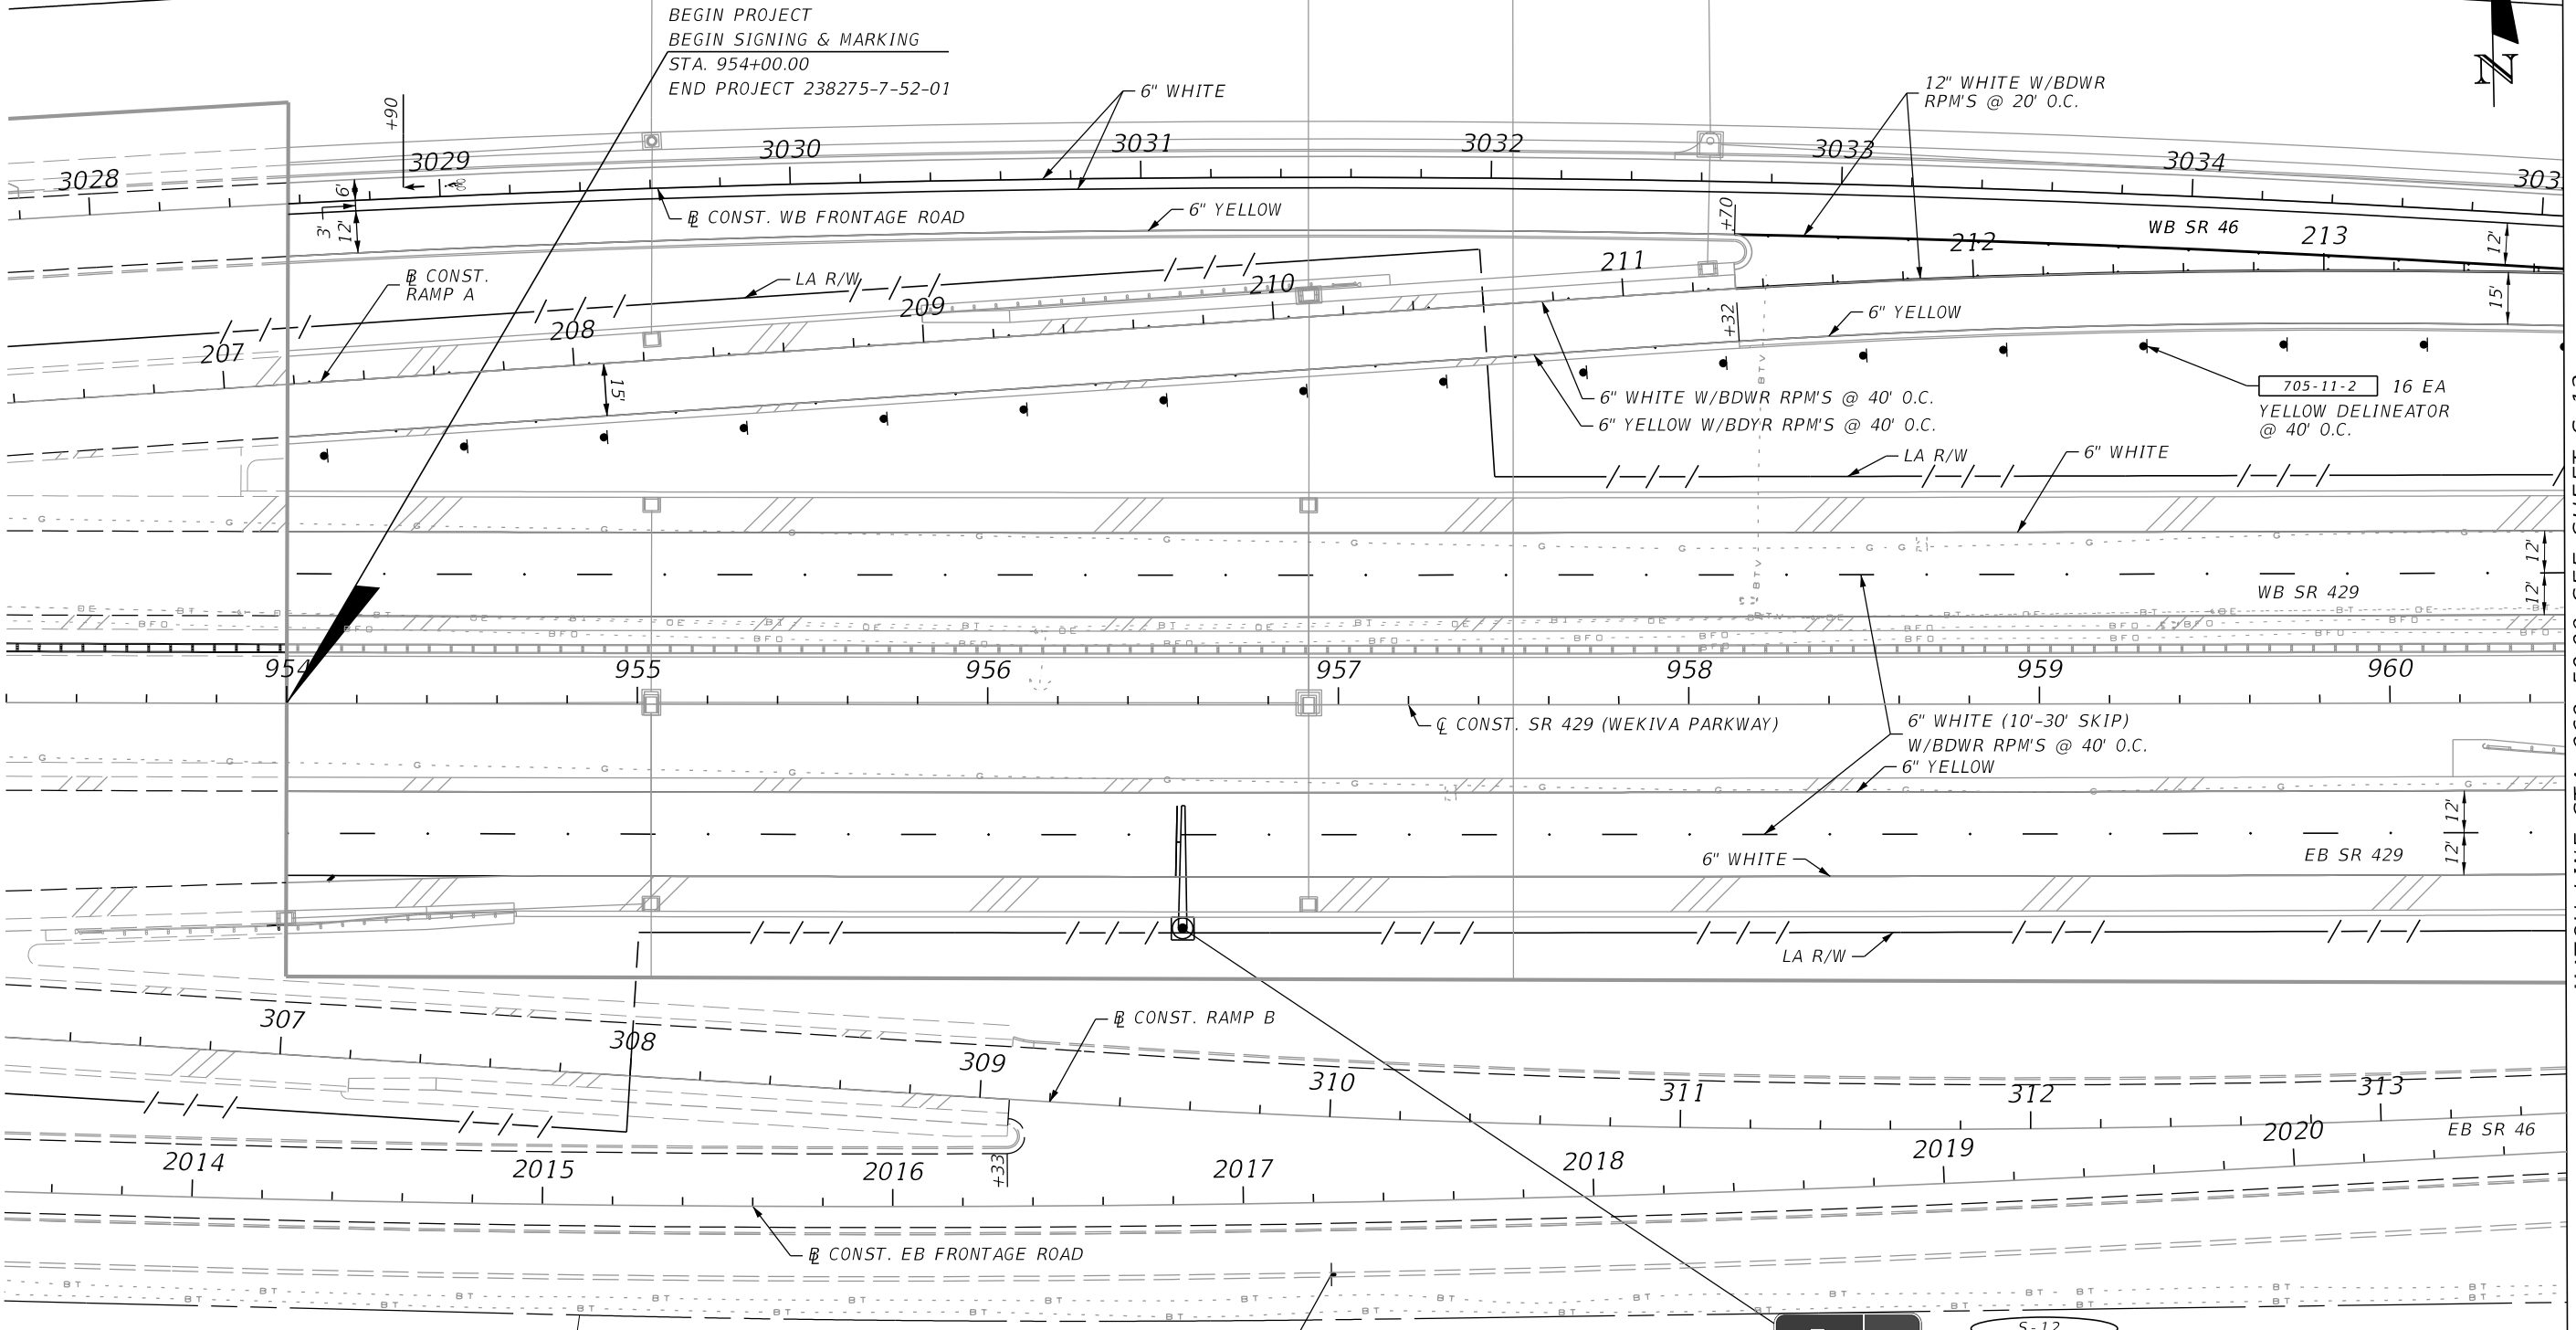 BEGIN PROJECT
BEGIN SIGNING & MARKING
STA. 954+00.00
END PROJECT 238275-7-52-01
N
+90
6" WHITE
12" WHITE W/BDWR
RPM'S @ 20' O.C.
3028
3029
3030
3031
3032
3033
3034
303
6'
3'
12'
℄ CONST. WB FRONTAGE ROAD
6" YELLOW
+70
WB SR 46
12'
B CONST.
RAMP A
LA R/W
207
208
209
210
211
212
213
15'
15'
+32
6" YELLOW
6" WHITE W/BDWR RPM'S @ 40' O.C.
6" YELLOW W/BDYR RPM'S @ 40' O.C.
705-11-2 16 EA
YELLOW DELINEATOR
@ 40' O.C.
LA R/W
6" WHITE
BTV
BTV
12'
12'
WB SR 429
954
955
956
957
958
959
960
℄ CONST. SR 429 (WEKIVA PARKWAY)
6" WHITE (10'-30' SKIP)
W/BDWR RPM'S @ 40' O.C.
6" YELLOW
12'
12'
6" WHITE
EB SR 429
LA R/W
B CONST. RAMP B
307
308
309
310
311
312
313
EB SR 46
2014
2015
2016
2017
2018
2019
2020
+33
B CONST. EB FRONTAGE ROAD
S-12